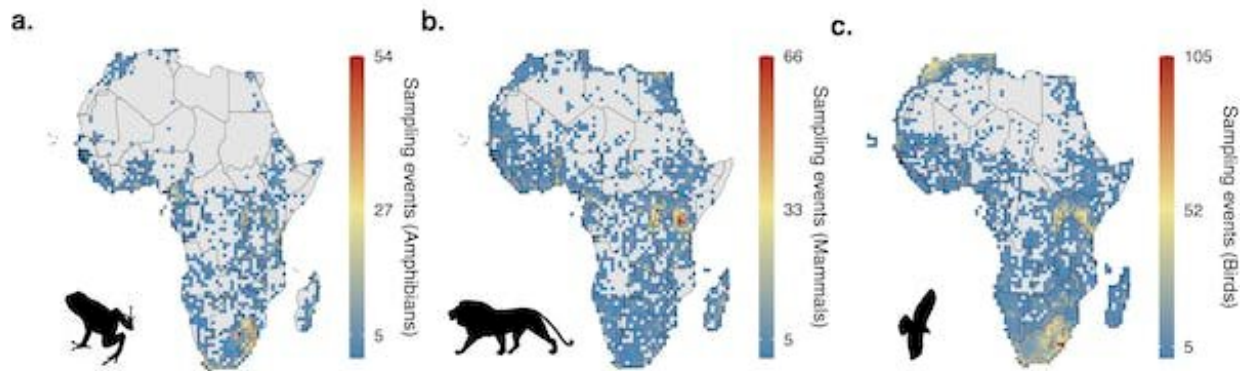 a.
54
27
5
Sampling events (Amphibians)
b.
66
33
5
Sampling events (Mammals)
c.
105
52
5
Sampling events (Birds)